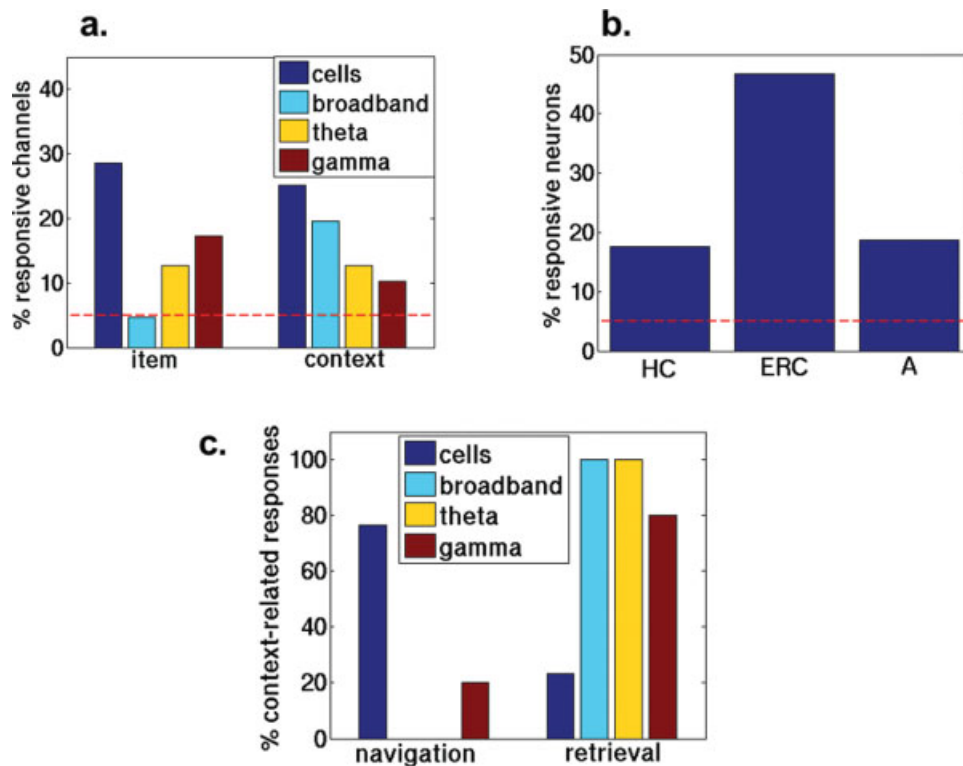 a.
% responsive channels
40
30
20
10
0
cells
broadband
theta
gamma
item
context
b.
% responsive neurons
50
40
30
20
10
0
HC
ERC
A
c.
% context-related responses
100
80
60
40
20
0
cells
broadband
theta
gamma
navigation
retrieval